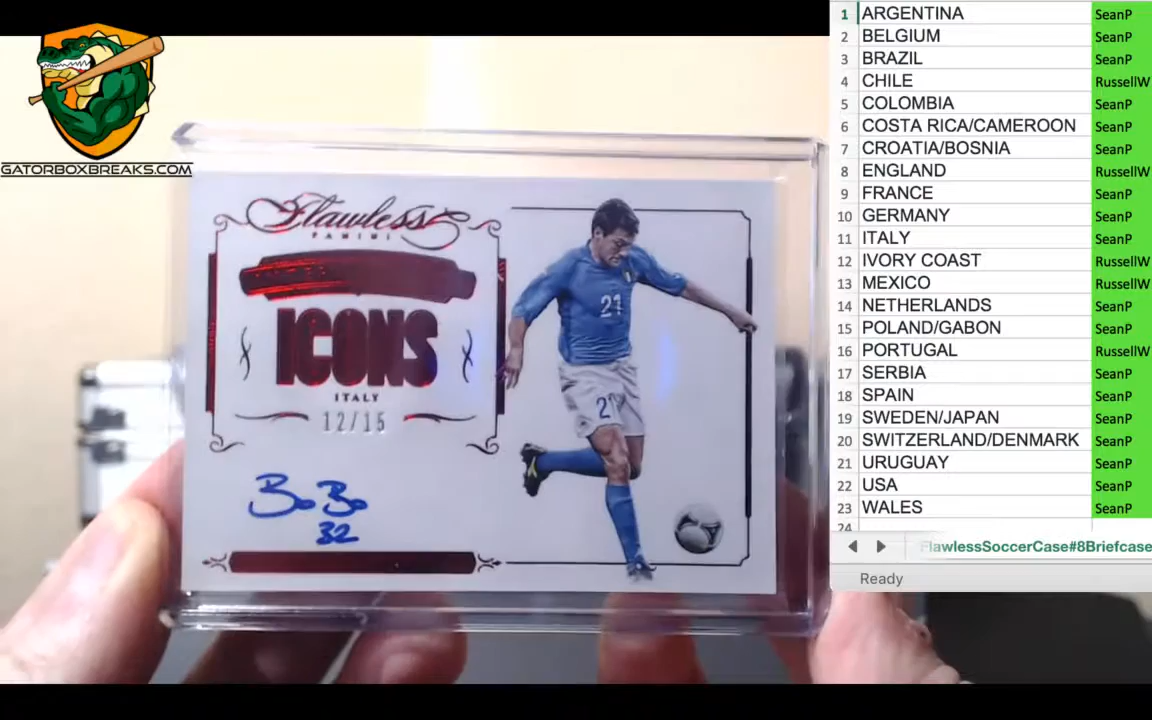 GATORBOXBREAKS.COM
Flawless
PANINI
ICONS
ITALY
12/15
BoBo
32
21
21
1 ARGENTINA SeanP
2 BELGIUM SeanP
3 BRAZIL SeanP
4 CHILE RussellW
5 COLOMBIA SeanP
6 COSTA RICA/CAMEROON SeanP
7 CROATIA/BOSNIA SeanP
8 ENGLAND RussellW
9 FRANCE SeanP
10 GERMANY SeanP
11 ITALY SeanP
12 IVORY COAST RussellW
13 MEXICO RussellW
14 NETHERLANDS SeanP
15 POLAND/GABON SeanP
16 PORTUGAL RussellW
17 SERBIA SeanP
18 SPAIN SeanP
19 SWEDEN/JAPAN SeanP
20 SWITZERLAND/DENMARK SeanP
21 URUGUAY SeanP
22 USA SeanP
23 WALES SeanP
24
FlawlessSoccerCase#8Briefcase
Ready